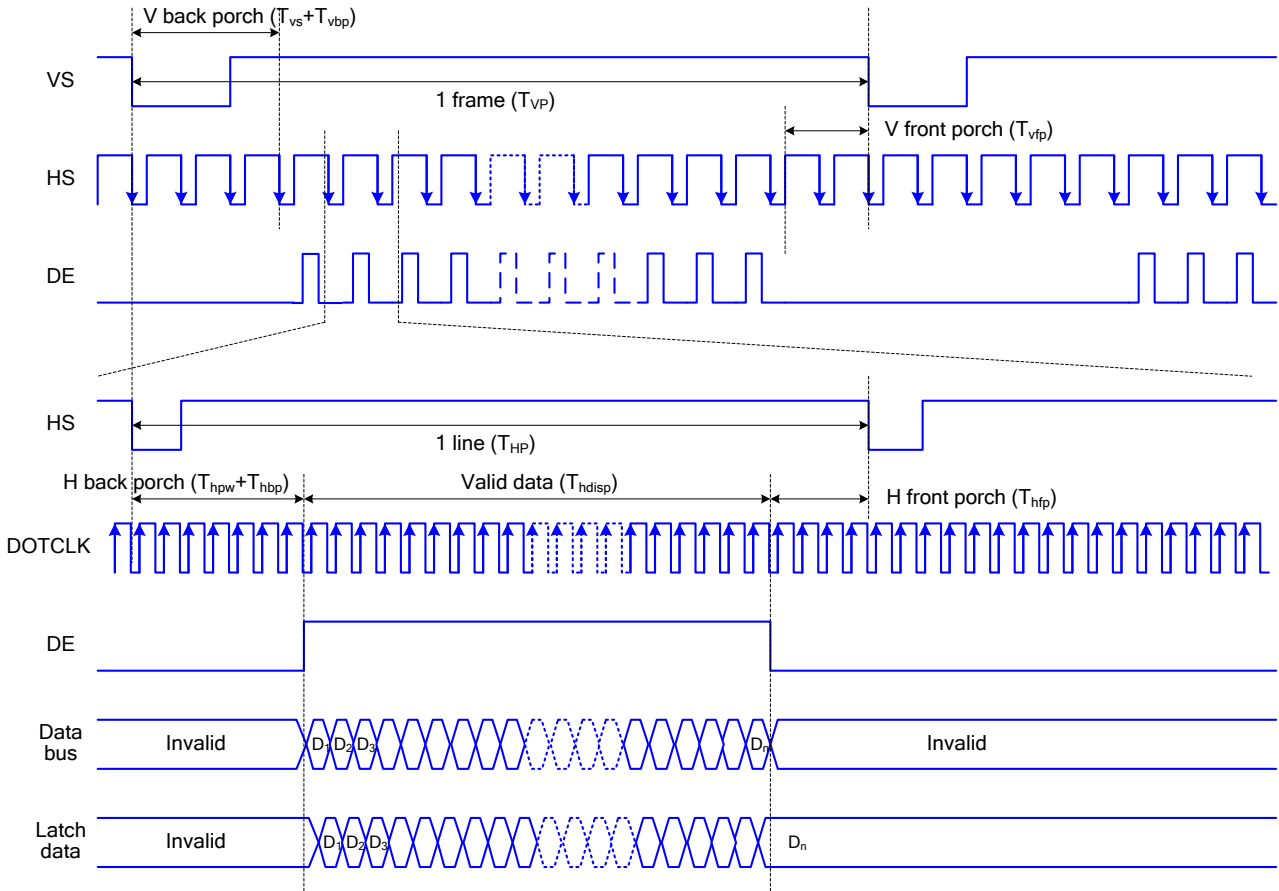 V back porch (Tvs+Tvbp)
VS
1 frame (TVP)
V front porch (Tvfp)
HS
DE
HS
1 line (THP)
H back porch (Thpw+Thbp)
Valid data (Thdisp)
H front porch (Thfp)
DOTCLK
DE
Data bus
Invalid
D1 D2 D3
Dn
Invalid
Latch data
Invalid
D1 D2 D3
Dn